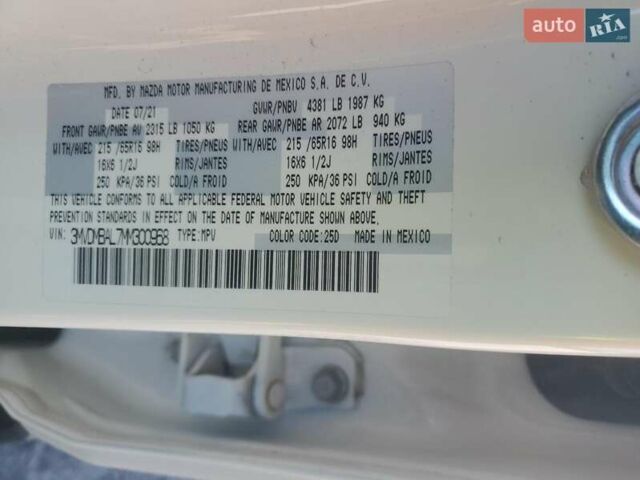 auto RIA.com
MFD. BY MAZDA MOTOR MANUFACTURING DE MEXICO S.A. DE C.V.
DATE 07/21 GVWR/PNBV 4381 LB 1987 KG
FRONT GAWR/PNBE AV 2315 LB 1050 KG REAR GAWR/PNBE AR 2072 LB 940 KG
WITH/AVEC 215 /65R16 98H TIRES/PNEUS WITH/AVEC 215 /65R16 98H TIRES/PNEUS
16X6 1/2J RIMS/JANTES 16X6 1/2J RIMS/JANTES
250 KPA/36 PSI COLD/A FROID 250 KPA/36 PSI COLD/A FROID
THIS VEHICLE CONFORMS TO ALL APPLICABLE FEDERAL MOTOR VEHICLE SAFETY AND THEFT
PREVENTION STANDARDS IN EFFECT ON THE DATE OF MANUFACTURE SHOWN ABOVE.
VIN: 3MVDMBAL7MM300968 TYPE: MPV COLOR CODE: 25D MADE IN MEXICO